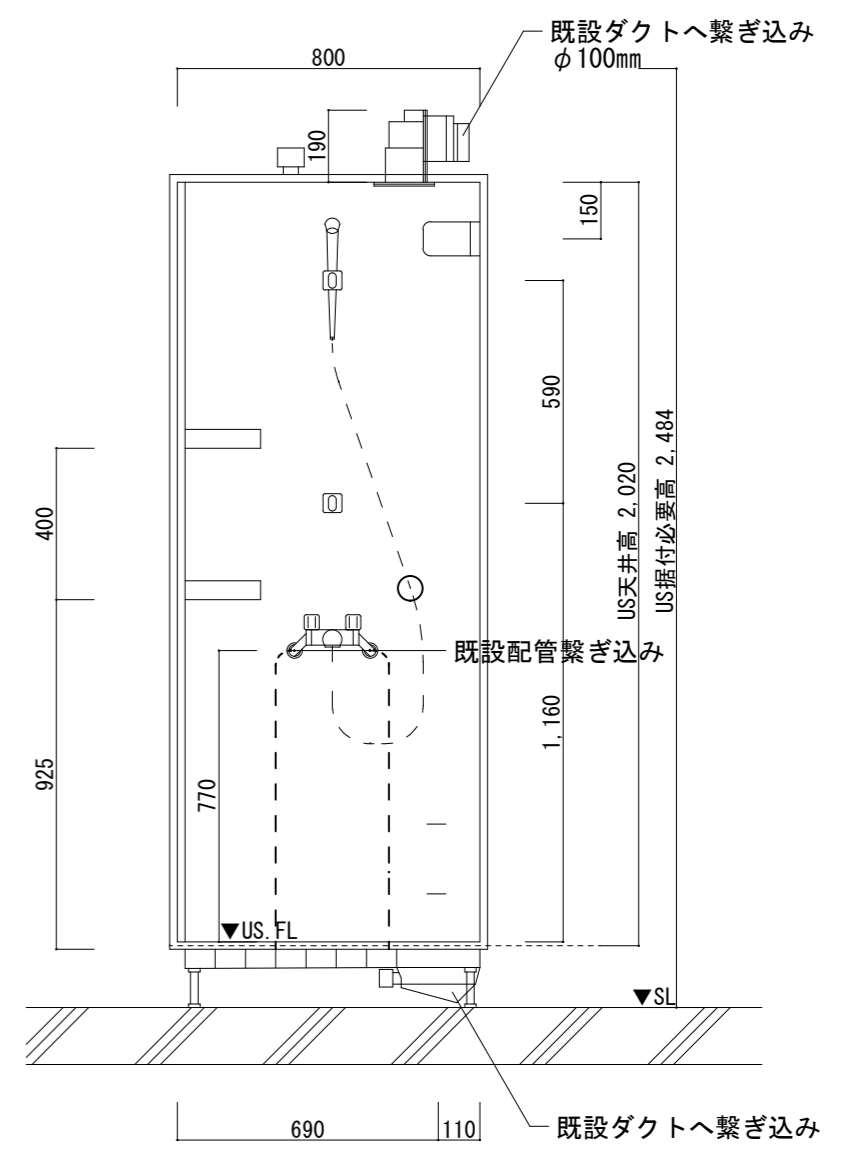 既設ダクトへ繋ぎ込み
φ100mm
800
190
150
590
400
US天井高 2,020
US据付必要高 2,484
既設配管繋ぎ込み
1,160
925
770
▼US.FL
▼SL
690
110
既設ダクトへ繋ぎ込み